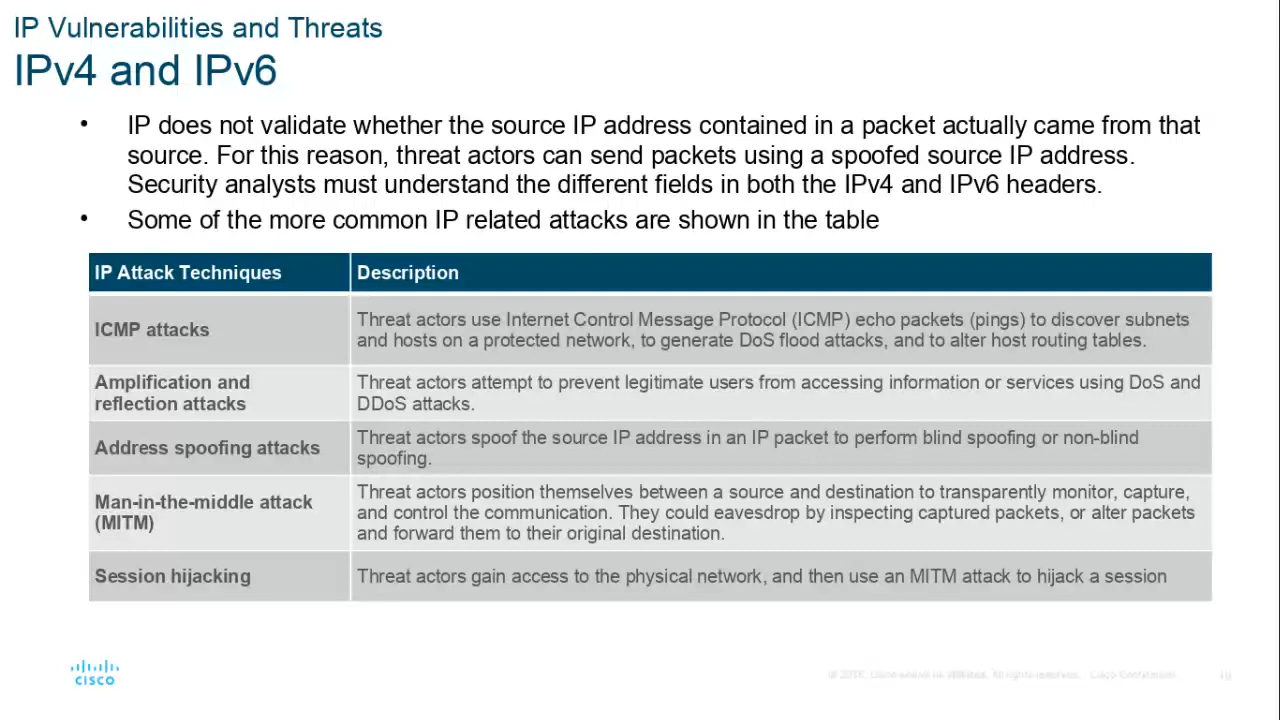 IP Vulnerabilities and Threats
IPv4 and IPv6
• IP does not validate whether the source IP address contained in a packet actually came from that
source. For this reason, threat actors can send packets using a spoofed source IP address.
Security analysts must understand the different fields in both the IPv4 and IPv6 headers.
• Some of the more common IP related attacks are shown in the table
IP Attack Techniques
Description
ICMP attacks
Threat actors use Internet Control Message Protocol (ICMP) echo packets (pings) to discover subnets
and hosts on a protected network, to generate DoS flood attacks, and to alter host routing tables.
Amplification and
reflection attacks
Threat actors attempt to prevent legitimate users from accessing information or services using DoS and
DDoS attacks.
Address spoofing attacks
Threat actors spoof the source IP address in an IP packet to perform blind spoofing or non-blind
spoofing.
Man-in-the-middle attack
(MITM)
Threat actors position themselves between a source and destination to transparently monitor, capture,
and control the communication. They could eavesdrop by inspecting captured packets, or alter packets
and forward them to their original destination.
Session hijacking
Threat actors gain access to the physical network, and then use an MITM attack to hijack a session
CISCO
© Cisco affiliates. All rights reserved. Cisco